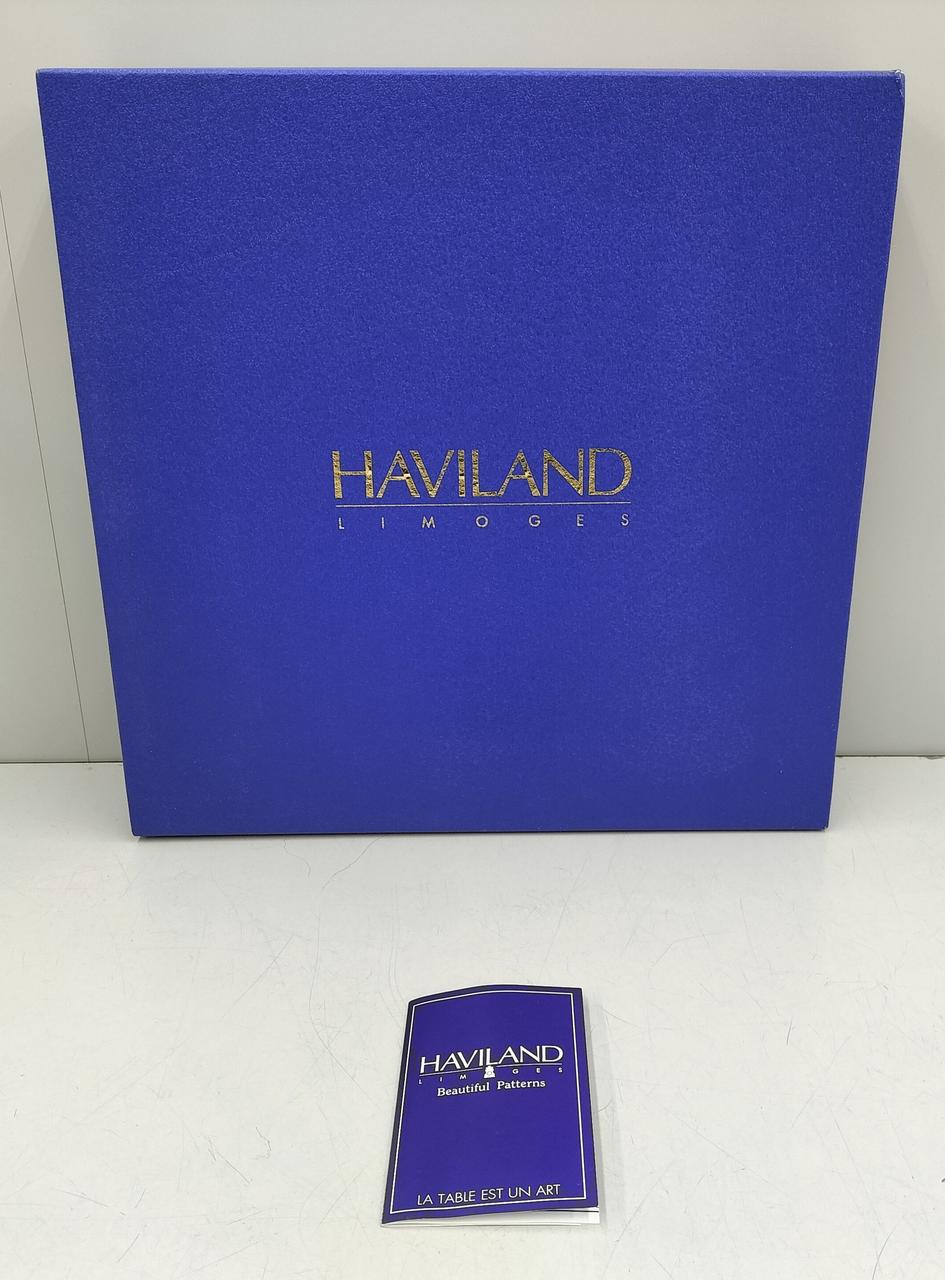 HAVILAND
LIMOGES
HAVILAND
LIMOGES
Beautiful Patterns
LA TABLE EST UN ART